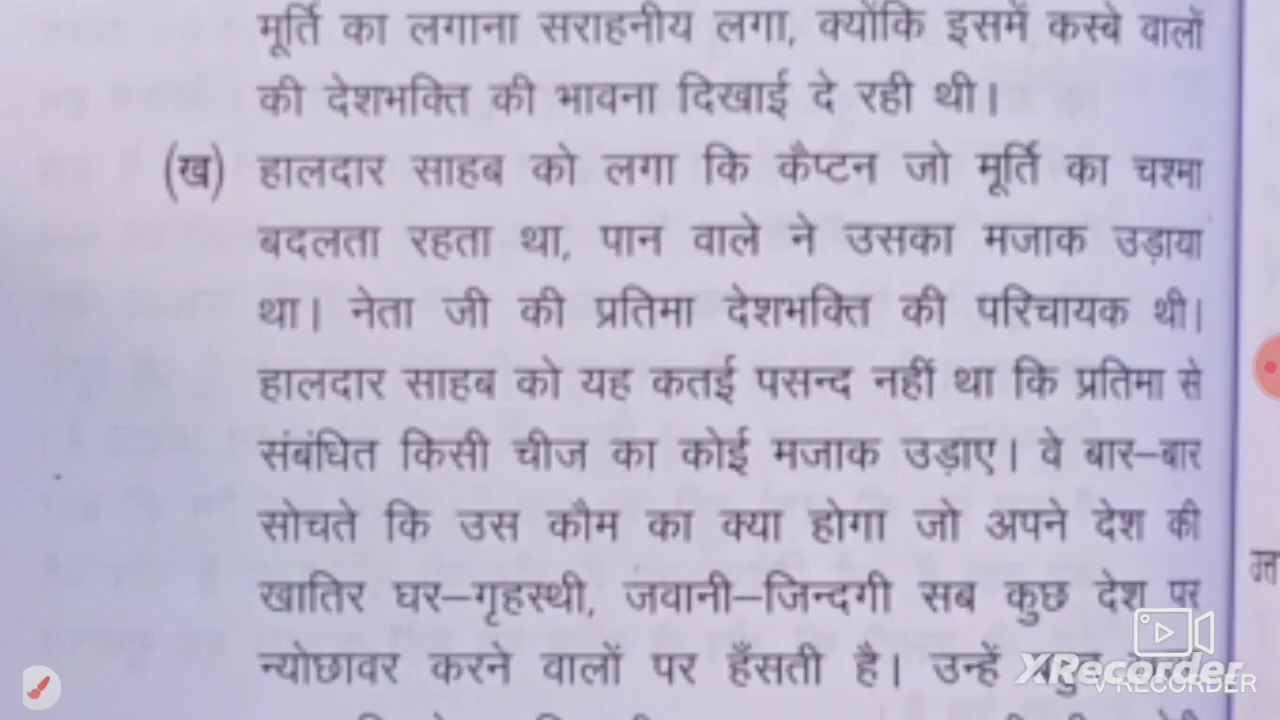 मूर्ति का लगाना सराहनीय लगा, क्योंकि इसमें कस्बे वालों
की देशभक्ति की भावना दिखाई दे रही थी।
(ख) हालदार साहब को लगा कि कैप्टन जो मूर्ति का चश्मा
बदलता रहता था, पान वाले ने उसका मजाक उड़ाया
था। नेता जी की प्रतिमा देशभक्ति की परिचायक थी।
हालदार साहब को यह कतई पसन्द नहीं था कि प्रतिमा से
संबंधित किसी चीज का कोई मजाक उड़ाए। वे बार-बार
सोचते कि उस कौम का क्या होगा जो अपने देश की
खातिर घर-गृहस्थी, जवानी-जिन्दगी सब कुछ देश पर
न्योछावर करने वालों पर हँसती है। उन्हें
XRecorder
V RECORDER